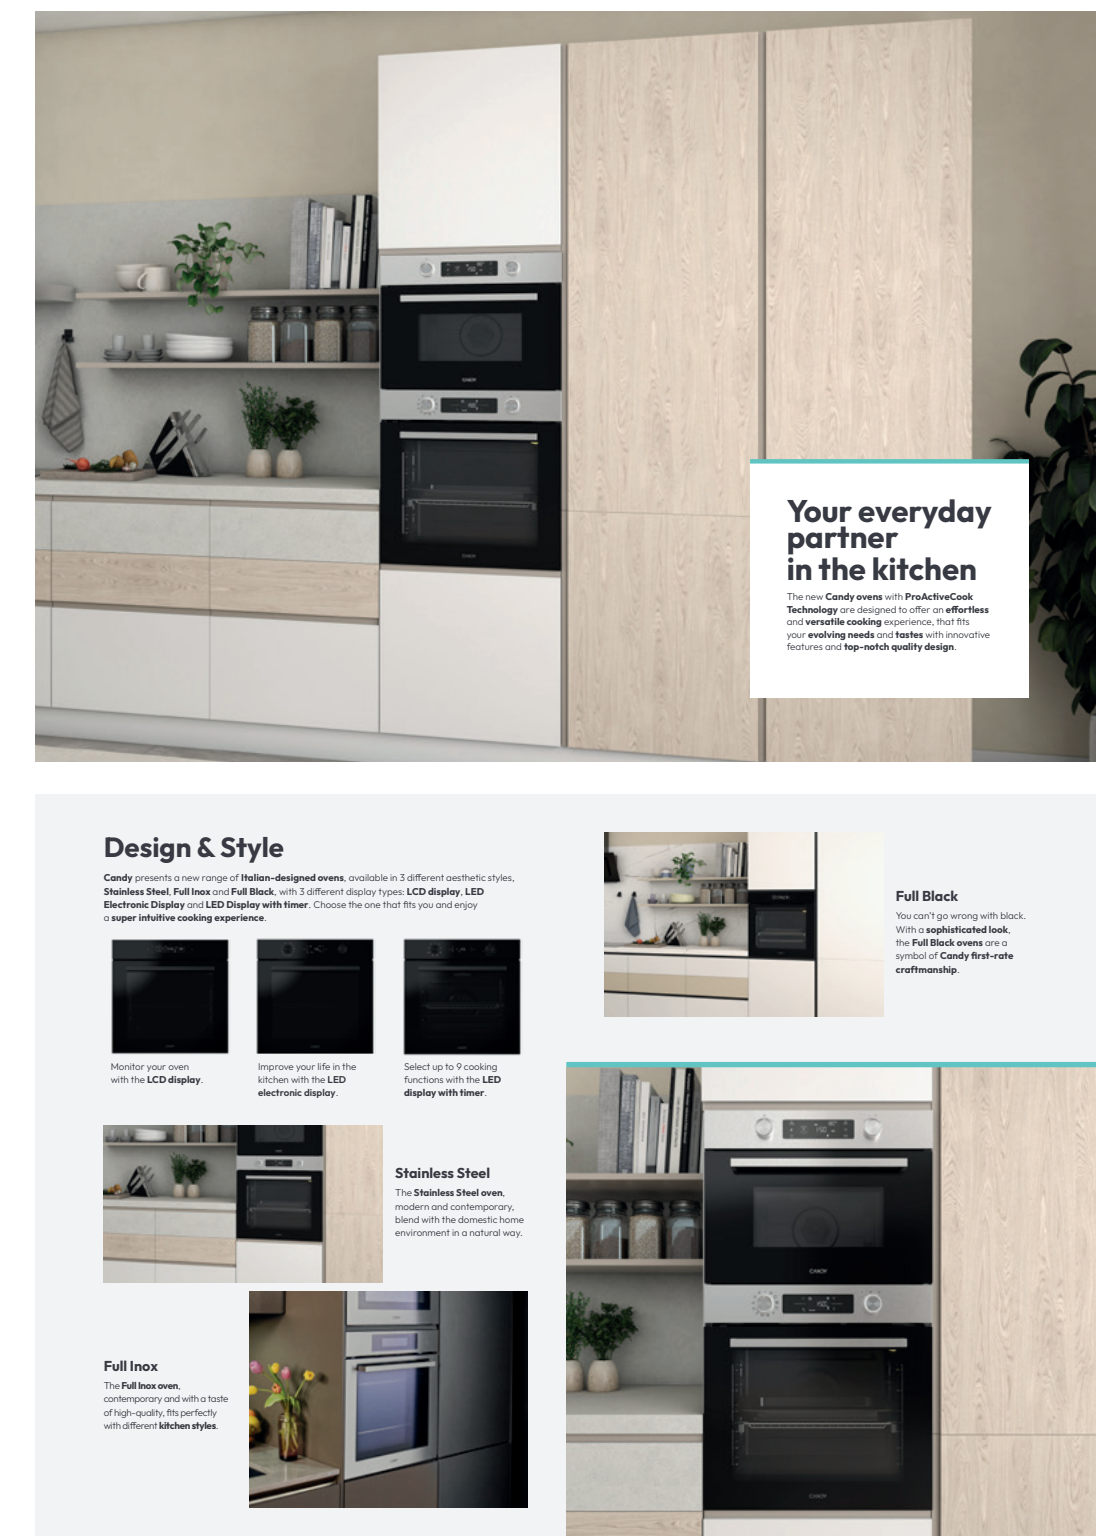 Your everyday
partner
in the kitchen
The new Candy ovens with ProActiveCook
Technology are designed to offer an effortless
and versatile cooking experience, that fits
your evolving needs and tastes with innovative
features and top-notch quality design.
Design & Style
Candy presents a new range of Italian-designed ovens, available in 3 different aesthetic styles,
Stainless Steel, Full Inox and Full Black, with 3 different display types: LCD display, LED
Electronic Display and LED Display with timer. Choose the one that fits you and enjoy
a super intuitive cooking experience.
Monitor your oven
with the LCD display.
Improve your life in the
kitchen with the LED
electronic display.
Select up to 9 cooking
functions with the LED
display with timer.
Stainless Steel
The Stainless Steel oven,
modern and contemporary,
blend with the domestic home
environment in a natural way.
Full Inox
The Full Inox oven,
contemporary and with a taste
of high-quality, fits perfectly
with different kitchen styles.
Full Black
You can't go wrong with black.
With a sophisticated look,
the Full Black ovens are a
symbol of Candy first-rate
craftmanship.
CANDY
CANDY